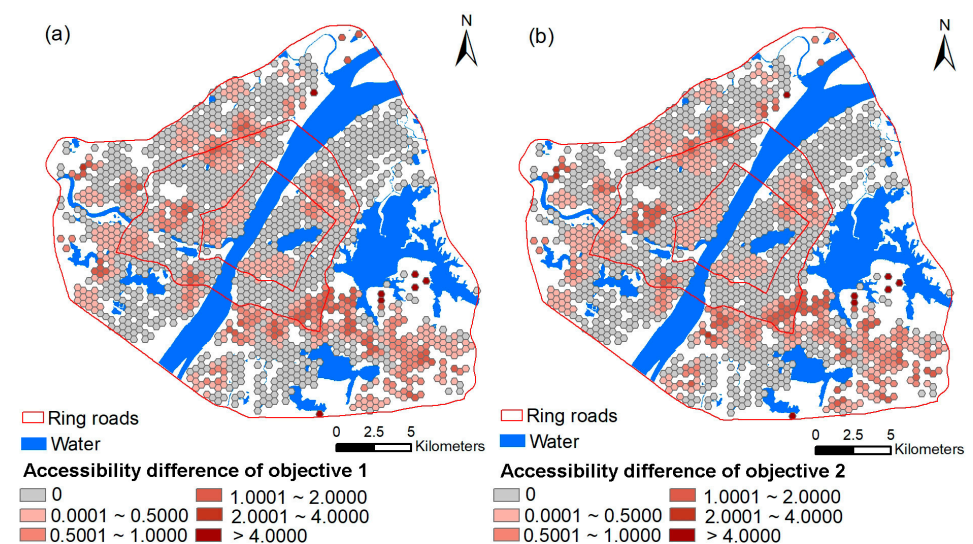 (a)
N
Ring roads
Water
0 2.5 5
Kilometers
Accessibility difference of objective 1
0
0.0001 ~ 0.5000
0.5001 ~ 1.0000
1.0001 ~ 2.0000
2.0001 ~ 4.0000
> 4.0000
(b)
N
Ring roads
Water
0 2.5 5
Kilometers
Accessibility difference of objective 2
0
0.0001 ~ 0.5000
0.5001 ~ 1.0000
1.0001 ~ 2.0000
2.0001 ~ 4.0000
> 4.0000